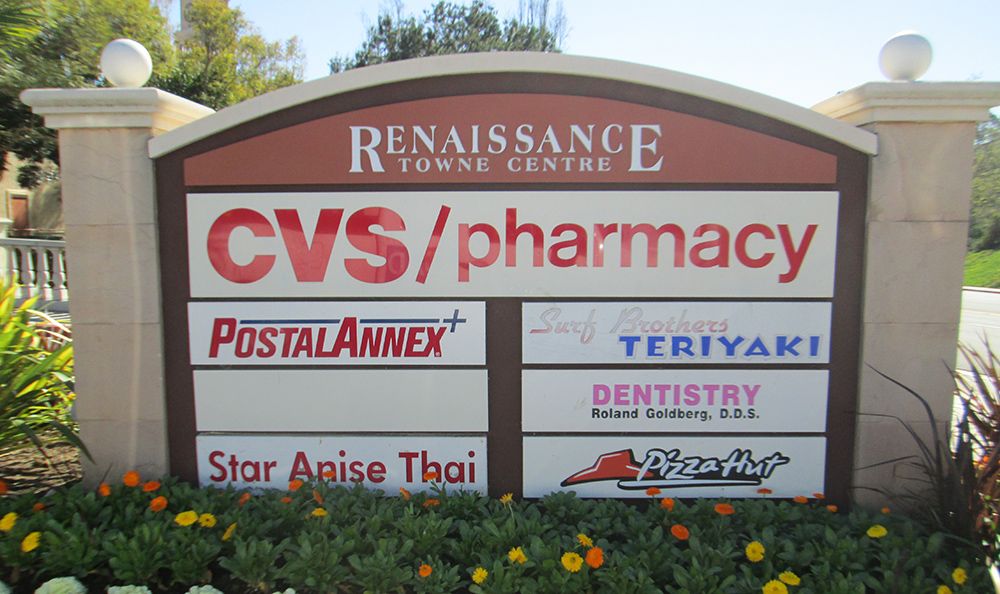 RENAISSANCE
TOWNE CENTRE
CVS/pharmacy
POSTALANNEX+
Surf Brothers
TERIYAKI
DENTISTRY
Roland Goldberg, D.D.S.
Star Anise Thai
Pizza Hut